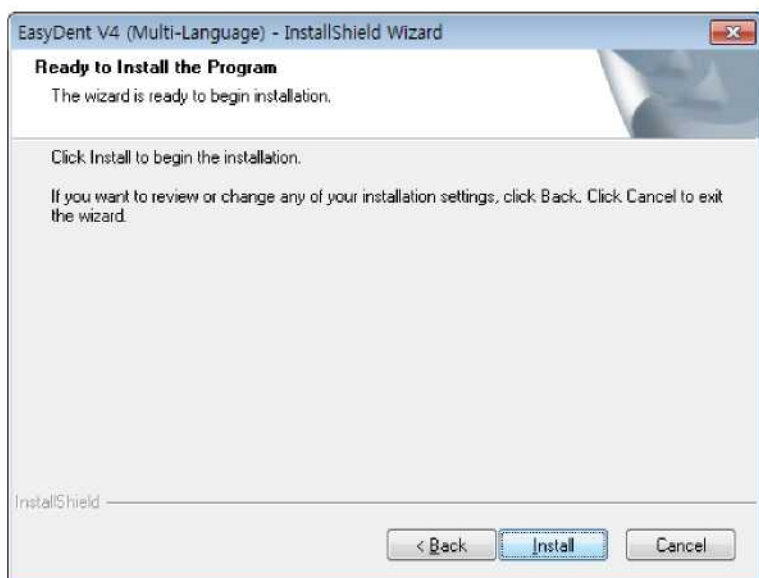 EasyDent V4 (Multi-Language) - InstallShield Wizard
Ready to Install the Program
The wizard is ready to begin installation.
Click Install to begin the installation.
If you want to review or change any of your installation settings, click Back. Click Cancel to exit
the wizard.
InstallShield
< Back Install Cancel